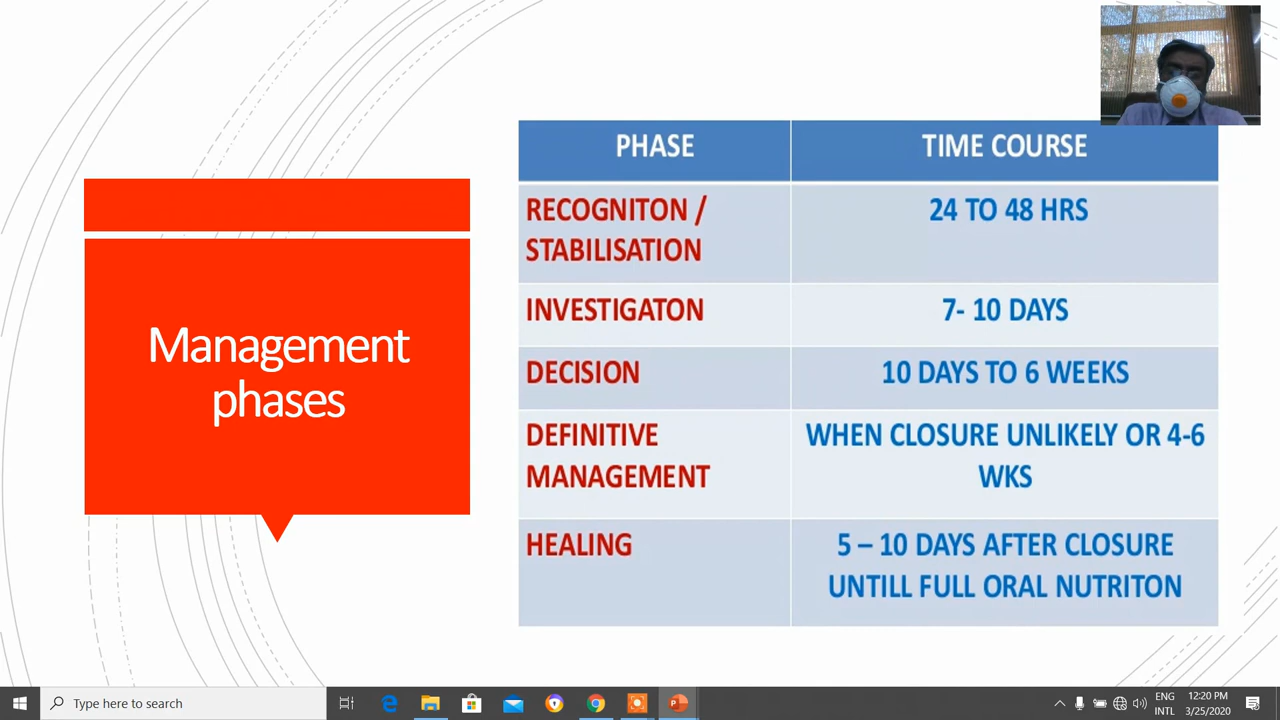 Management
phases
PHASE
TIME COURSE
RECOGNITON /
STABILISATION
24 TO 48 HRS
INVESTIGATON
7- 10 DAYS
DECISION
10 DAYS TO 6 WEEKS
DEFINITIVE
MANAGEMENT
WHEN CLOSURE UNLIKELY OR 4-6
WKS
HEALING
5 – 10 DAYS AFTER CLOSURE
UNTILL FULL ORAL NUTRITON
Type here to search
ENG
INTL
12:20 PM
3/25/2020